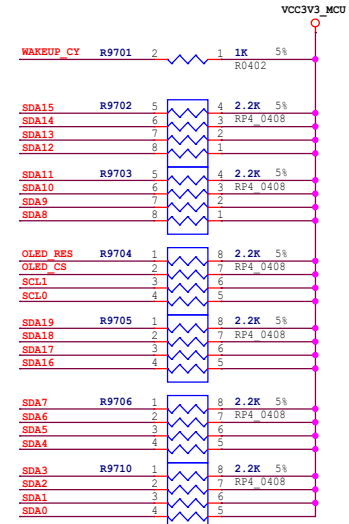 VCC3V3_MCU
WAKEUP_CY R9701 2 1 1K 5%
R0402
SDA15 R9702 5 4 2.2K 5%
SDA14 6 3 RP4_0408
SDA13 7 2
SDA12 8 1
SDA11 R9703 5 4 2.2K 5%
SDA10 6 3 RP4_0408
SDA9 7 2
SDA8 8 1
OLED_RES R9704 1 8 2.2K 5%
OLED_CS 2 7 RP4_0408
SCL1 3 6
SCL0 4 5
SDA19 R9705 1 8 2.2K 5%
SDA18 2 7 RP4_0408
SDA17 3 6
SDA16 4 5
SDA7 R9706 1 8 2.2K 5%
SDA6 2 7 RP4_0408
SDA5 3 6
SDA4 4 5
SDA3 R9710 1 8 2.2K 5%
SDA2 2 7 RP4_0408
SDA1 3 6
SDA0 4 5